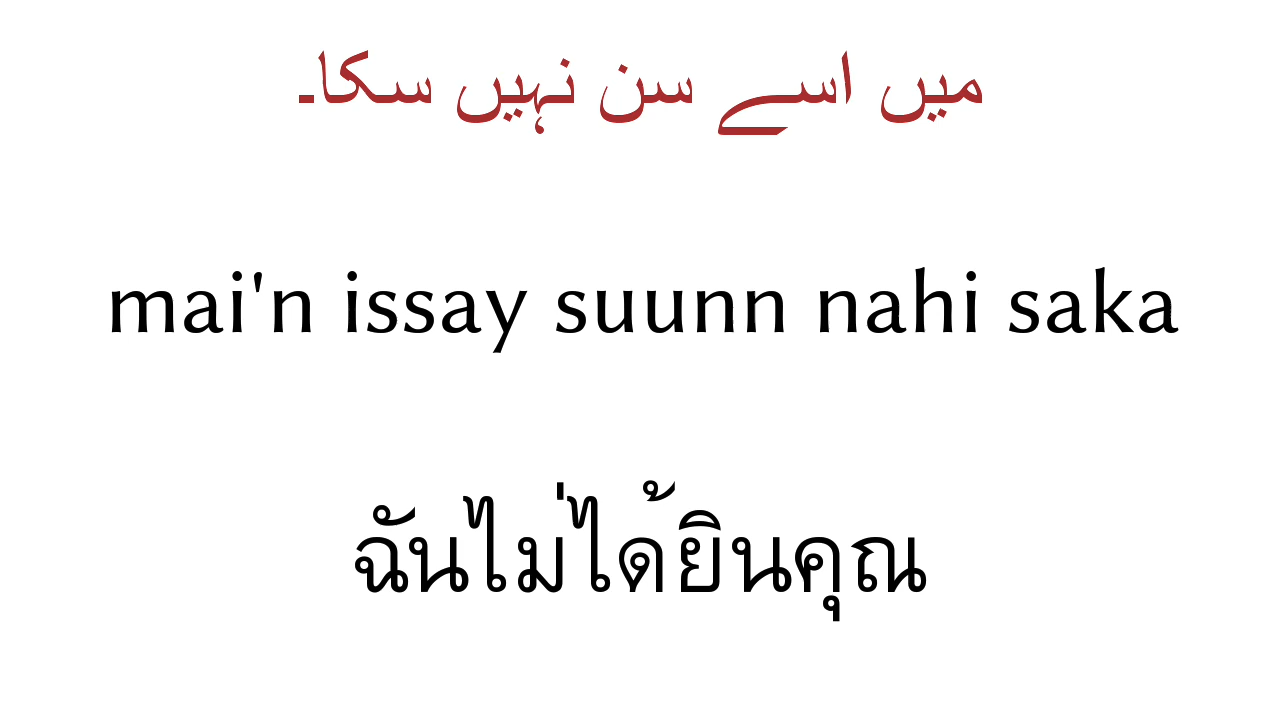 میں اسے سن نہیں سکا۔
mai'n issay suunn nahi saka
ฉันไม่ได้ยินคุณ